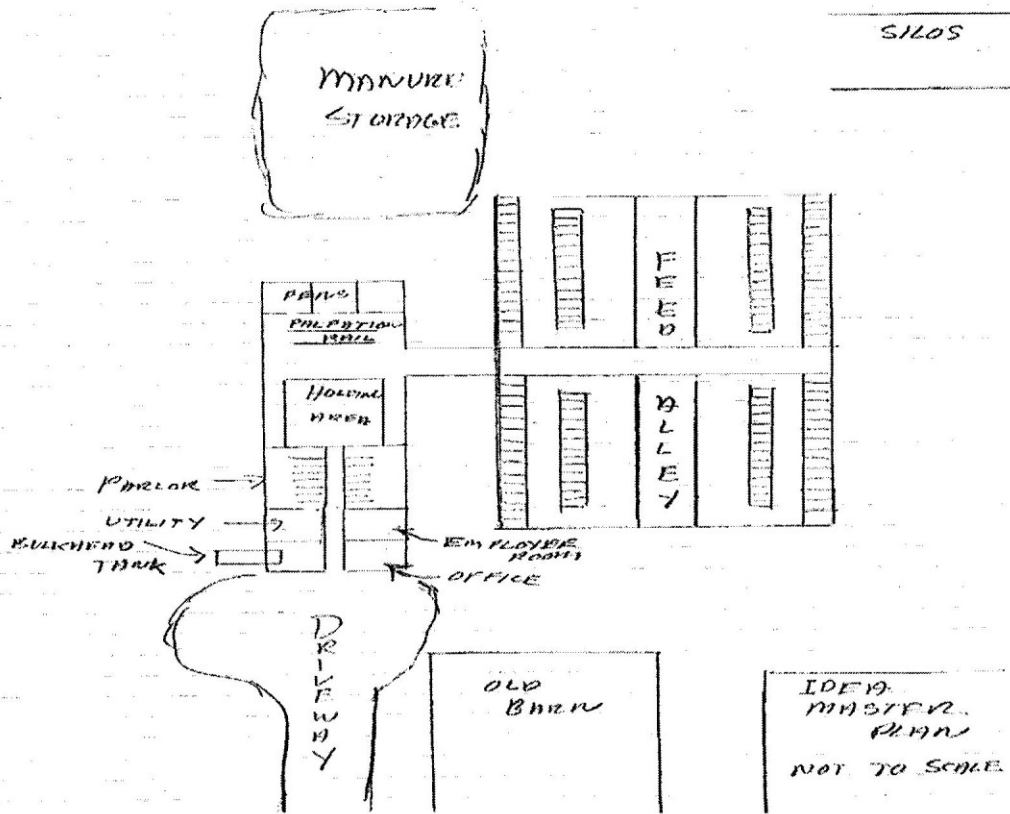 SILOS
MANURE
STORAGE
PENS
PALPATION
RAIL
FEED
ALLEY
HOLDING
AREA
PARLOR
UTILITY
BULKHEAD
TANK
EMPLOYEE
ROOM
OFFICE
DRIVEWAY
OLD
BARN
IDEA
MASTER
PLAN
NOT TO SCALE